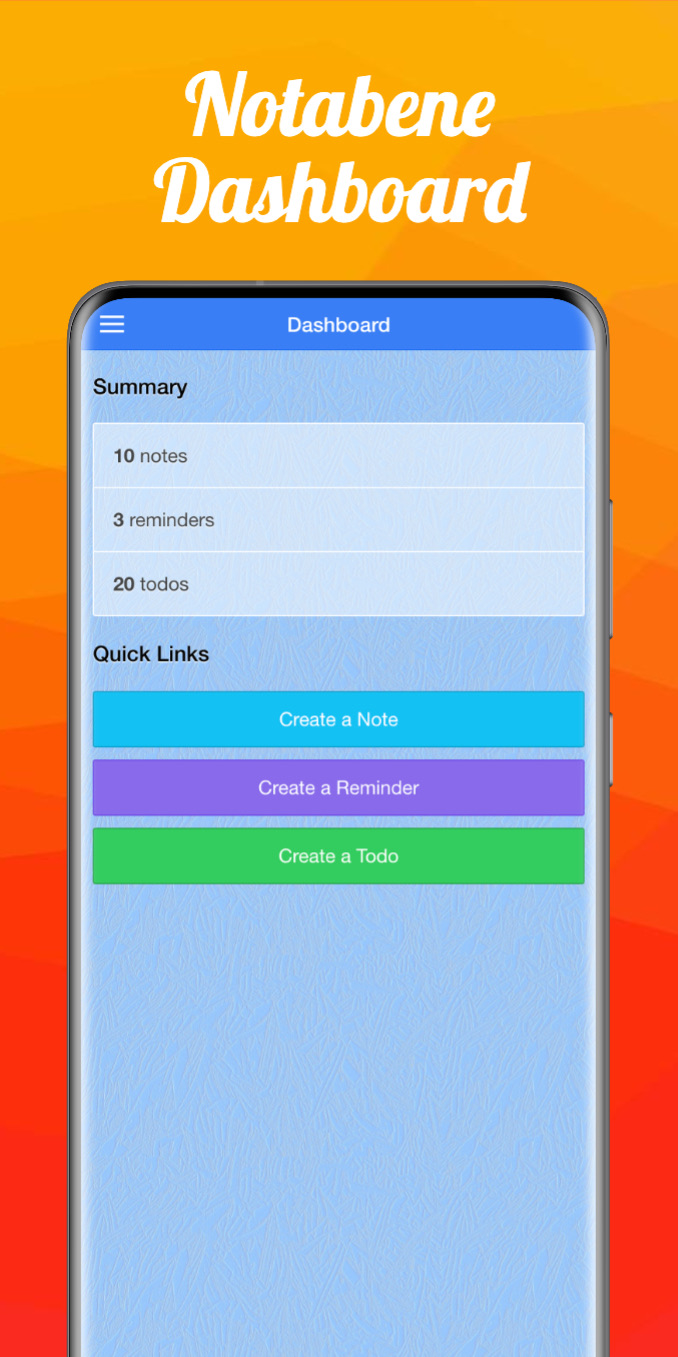 Notabene
Dashboard
Dashboard
Summary
10 notes
3 reminders
20 todos
Quick Links
Create a Note
Create a Reminder
Create a Todo